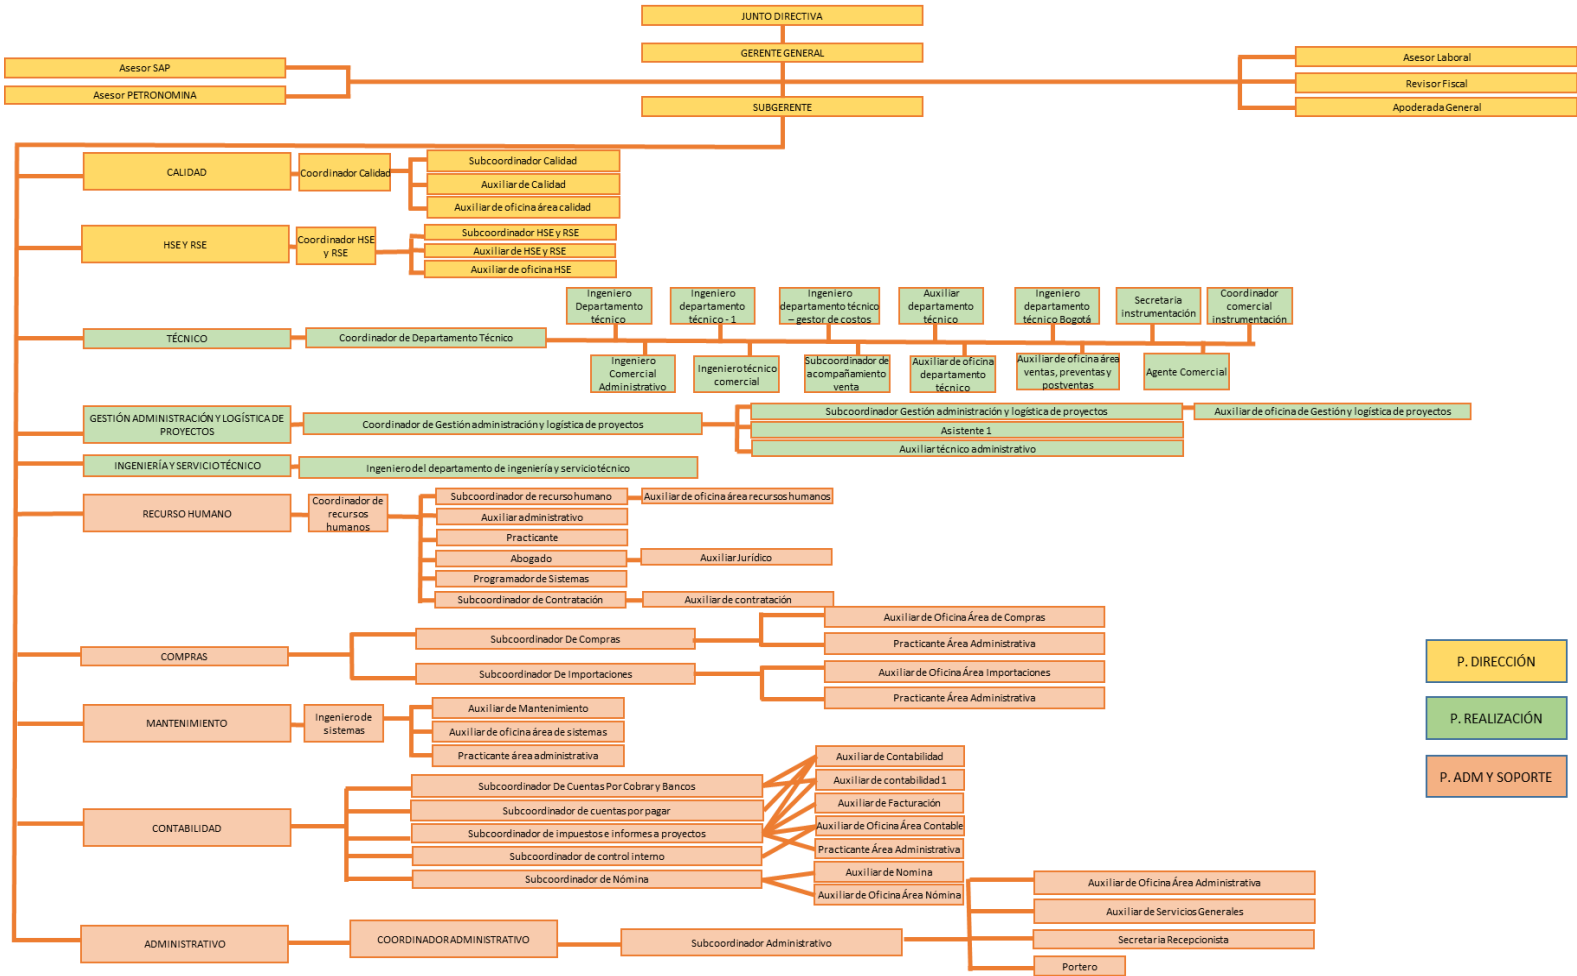 JUNTO DIRECTIVA
GERENTE GENERAL
Asesor SAP
Asesor PETRONOMINA
Asesor Laboral
Revisor Fiscal
Apoderada General
SUBGERENTE
CALIDAD
Coordinador Calidad
Subcoordinador Calidad
Auxiliar de Calidad
Auxiliar de oficina área calidad
HSE Y RSE
Coordinador HSE
y RSE
Subcoordinador HSE y RSE
Auxiliar de HSE y RSE
Auxiliar de oficina HSE
TÉCNICO
Coordinador de Departamento Técnico
Ingeniero
Departamento
técnico
Ingeniero
departamento
técnico - 1
Ingeniero
departamento técnico
– gestor de costos
Auxiliar
departamento
técnico
Ingeniero
departamento
técnico Bogotá
Secretaria
instrumentación
Coordinador
comercial
instrumentación
Ingeniero
Comercial
Administrativo
Ingeniero técnico
comercial
Subcoordinador de
acompañamiento
venta
Auxiliar de oficina
departamento
técnico
Auxiliar de oficina área
ventas, preventas y
postventas
Agente Comercial
GESTIÓN ADMINISTRACIÓN Y LOGÍSTICA DE
PROYECTOS
Coordinador de Gestión administración y logística de proyectos
Subcoordinador Gestión administración y logística de proyectos
Auxiliar de oficina de Gestión y logística de proyectos
Asistente 1
Auxiliar técnico administrativo
INGENIERÍA Y SERVICIO TÉCNICO
Ingeniero del departamento de ingeniería y servicio técnico
RECURSO HUMANO
Coordinador de
recursos
humanos
Subcoordinador de recurso humano
Auxiliar de oficina área recursos humanos
Auxiliar administrativo
Practicante
Abogado
Auxiliar Jurídico
Programador de Sistemas
Subcoordinador de Contratación
Auxiliar de contratación
COMPRAS
Subcoordinador De Compras
Auxiliar de Oficina Área de Compras
Practicante Área Administrativa
Subcoordinador De Importaciones
Auxiliar de Oficina Área Importaciones
Practicante Área Administrativa
P. DIRECCIÓN
P. REALIZACIÓN
P. ADM Y SOPORTE
MANTENIMIENTO
Ingeniero de
sistemas
Auxiliar de Mantenimiento
Auxiliar de oficina área de sistemas
Practicante área administrativa
CONTABILIDAD
Subcoordinador De Cuentas Por Cobrar y Bancos
Subcoordinador de cuentas por pagar
Subcoordinador de impuestos e informes a proyectos
Subcoordinador de control interno
Subcoordinador de Nómina
Auxiliar de Contabilidad
Auxiliar de contabilidad 1
Auxiliar de Facturación
Auxiliar de Oficina Área Contable
Practicante Área Administrativa
Auxiliar de Nomina
Auxiliar de Oficina Área Nómina
ADMINISTRATIVO
COORDINADOR ADMINISTRATIVO
Subcoordinador Administrativo
Auxiliar de Oficina Área Administrativa
Auxiliar de Servicios Generales
Secretaria Recepcionista
Portero